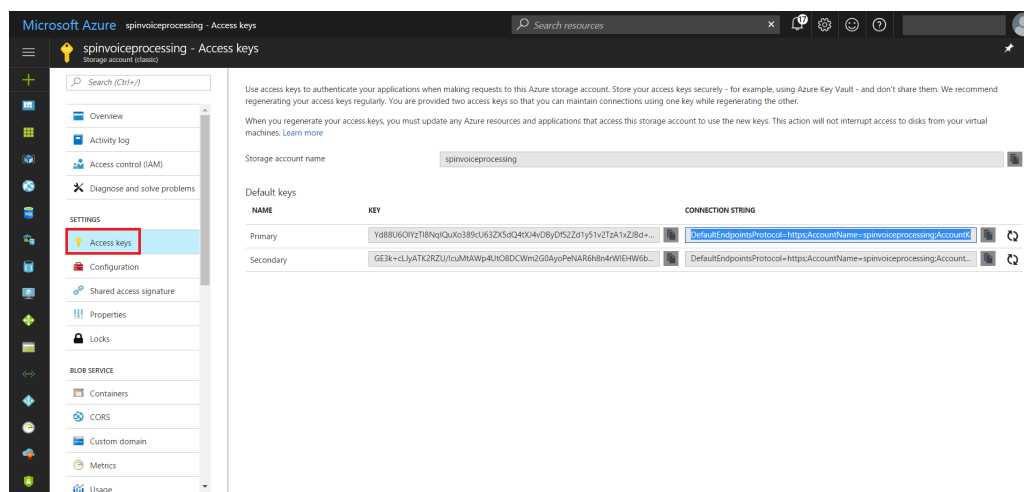 Microsoft Azure spinvoiceprocessing - Access keys
Search resources
spinvoiceprocessing - Access keys
Storage account (classic)
Search (Ctrl+/)
Overview
Activity log
Access control (IAM)
Diagnose and solve problems
SETTINGS
Access keys
Configuration
Shared access signature
Properties
Locks
BLOB SERVICE
Containers
CORS
Custom domain
Metrics
Usage
Use access keys to authenticate your applications when making requests to this Azure storage account. Store your access keys securely - for example, using Azure Key Vault - and don't share them. We recommend
regenerating your access keys regularly. You are provided two access keys so that you can maintain connections using one key while regenerating the other.
When you regenerate your access keys, you must update any Azure resources and applications that access this storage account to use the new keys. This action will not interrupt access to disks from your virtual
machines. Learn more
Storage account name spinvoiceprocessing
Default keys
NAME KEY CONNECTION STRING
Primary DefaultEndpointsProtocol=https;AccountName=spinvoiceprocessing;AccountK
Secondary DefaultEndpointsProtocol=https;AccountName=spinvoiceprocessing;Account...